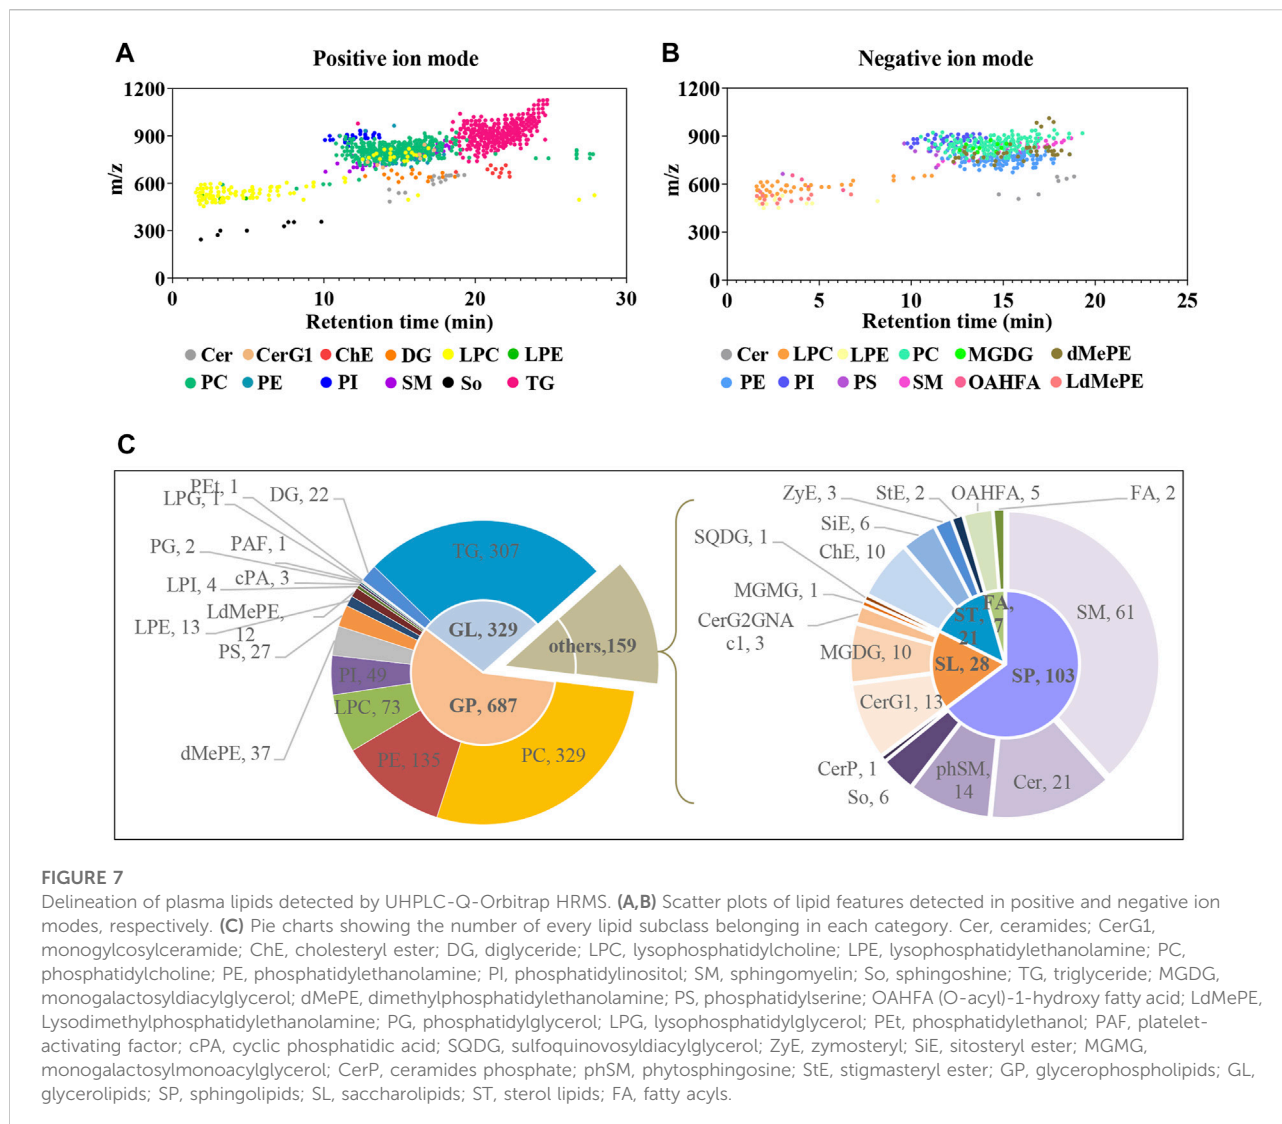 A
Positive ion mode
1200
900
600
300
0
m/z
0 10 20 30
Retention time (min)
Cer CerG1 ChE DG LPC LPE
PC PE PI SM So TG
B
Negative ion mode
1200
900
600
300
0
m/z
0 5 10 15 20 25
Retention time (min)
Cer LPC LPE PC MGDG dMePE
PE PI PS SM OAHFA LdMePE
C
PEt, 1
LPG, 1
DG, 22
PG, 2
PAF, 1
cPA, 3
LPI, 4
LdMePE,
12
LPE, 13
PS, 27
PI, 49
LPC, 73
dMePE, 37
PE, 135
PC, 329
TG, 307
GL, 329
GP, 687
others,159
ZyE, 3
StE, 2
OAHFA, 5
FA, 2
SiE, 6
ChE, 10
SQDG, 1
MGMG, 1
CerG2GNA
c1, 3
MGDG, 10
CerG1, 13
CerP, 1
So, 6
phSM,
14
Cer, 21
SM, 61
FA,
7
ST,
21
SL, 28
SP, 103
FIGURE 7
Delineation of plasma lipids detected by UHPLC-Q-Orbitrap HRMS. (A,B) Scatter plots of lipid features detected in positive and negative ion
modes, respectively. (C) Pie charts showing the number of every lipid subclass belonging in each category. Cer, ceramides; CerG1,
monogylcosylceramide; ChE, cholesteryl ester; DG, diglyceride; LPC, lysophosphatidylcholine; LPE, lysophosphatidylethanolamine; PC,
phosphatidylcholine; PE, phosphatidylethanolamine; PI, phosphatidylinositol; SM, sphingomyelin; So, sphingoshine; TG, triglyceride; MGDG,
monogalactosyldiacylglycerol; dMePE, dimethylphosphatidylethanolamine; PS, phosphatidylserine; OAHFA (O-acyl)-1-hydroxy fatty acid; LdMePE,
Lysodimethylphosphatidylethanolamine; PG, phosphatidylglycerol; LPG, lysophosphatidylglycerol; PEt, phosphatidylethanol; PAF, platelet-
activating factor; cPA, cyclic phosphatidic acid; SQDG, sulfoquinovosyldiacylglycerol; ZyE, zymosteryl; SiE, sitosteryl ester; MGMG,
monogalactosylmonoacylglycerol; CerP, ceramides phosphate; phSM, phytosphingosine; StE, stigmasteryl ester; GP, glycerophospholipids; GL,
glycerolipids; SP, sphingolipids; SL, saccharolipids; ST, sterol lipids; FA, fatty acyls.